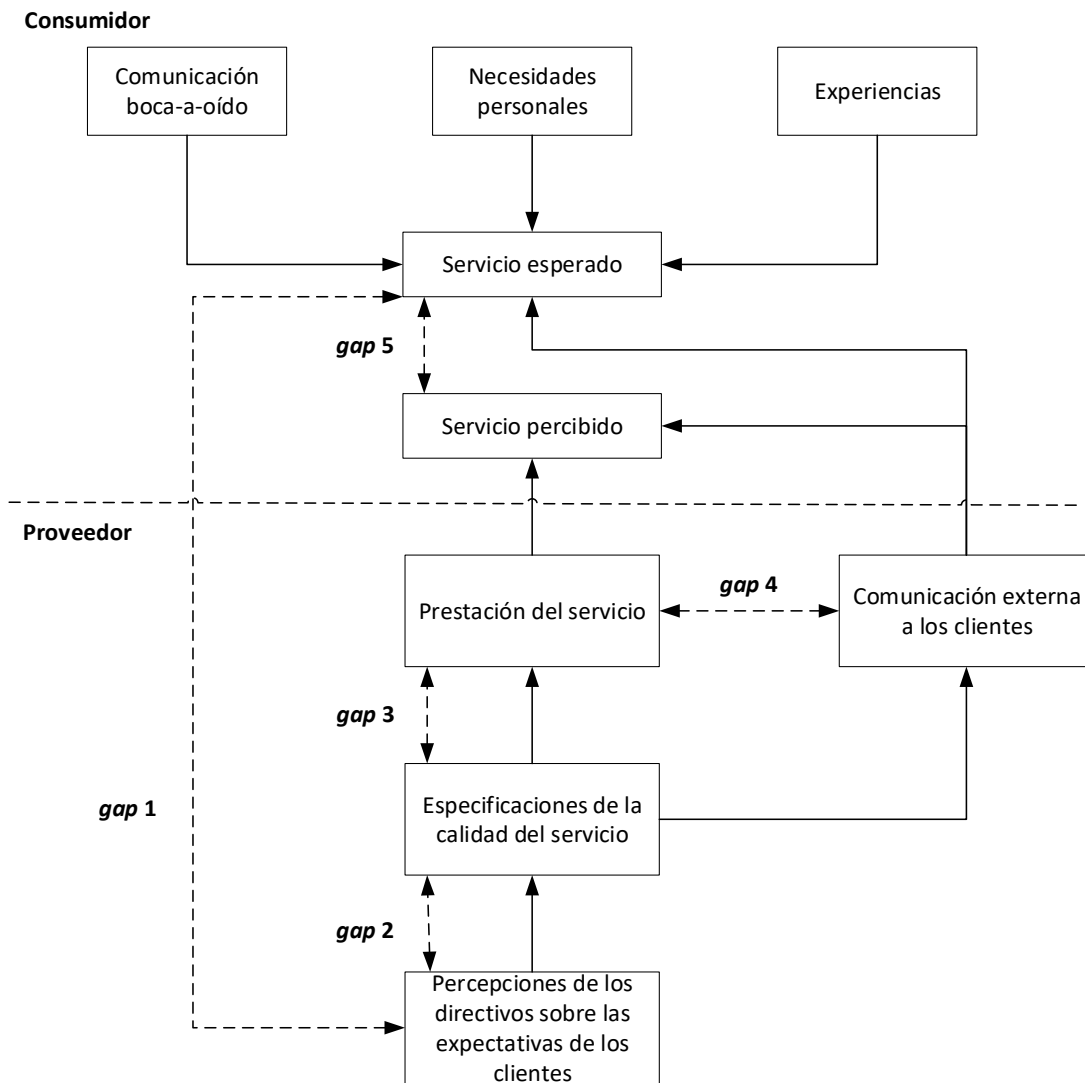 Consumidor
Comunicación
boca-a-oído
Necesidades
personales
Experiencias
Servicio esperado
gap 5
Servicio percibido
Proveedor
Prestación del servicio
gap 4
Comunicación externa
a los clientes
gap 3
Especificaciones de la
calidad del servicio
gap 1
gap 2
Percepciones de los
directivos sobre las
expectativas de los
clientes